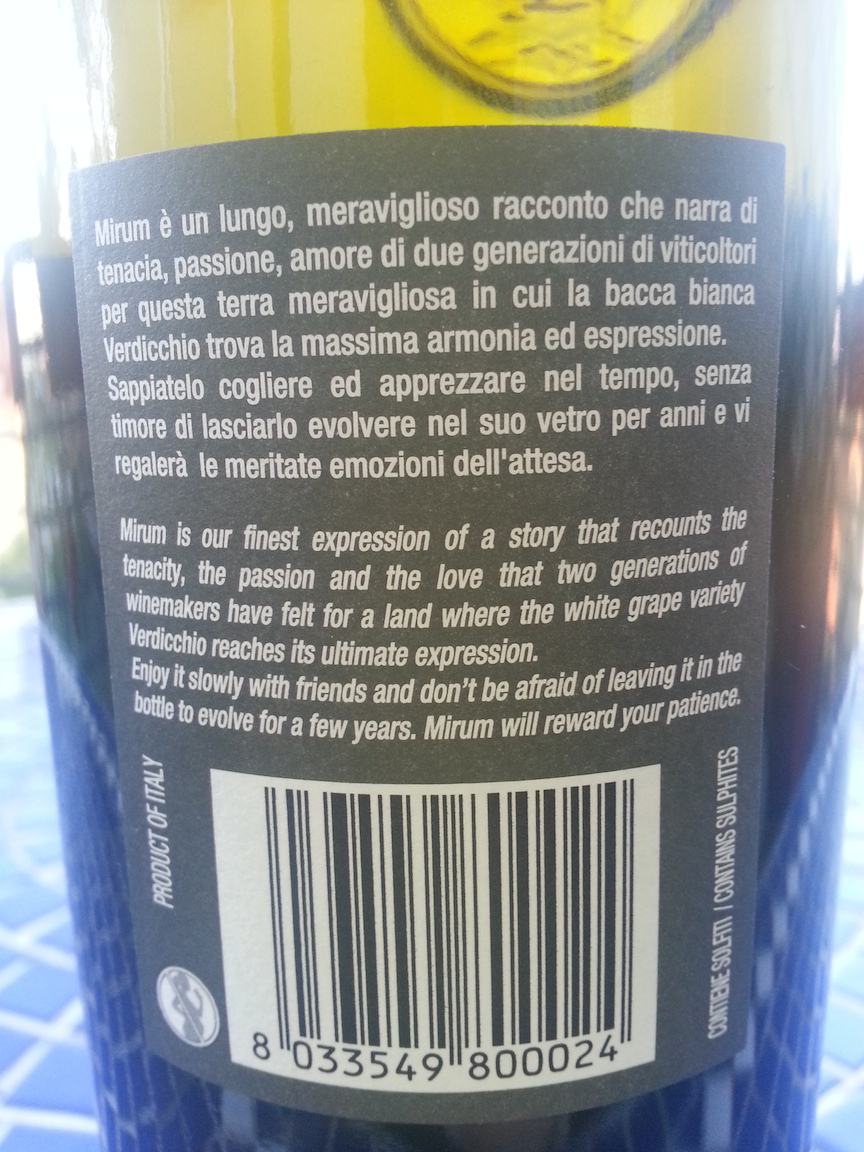 Mirum è un lungo, meraviglioso racconto che narra di
tenacia, passione, amore di due generazioni di viticoltori
per questa terra meravigliosa in cui la bacca bianca
Verdicchio trova la massima armonia ed espressione.
Sappiatelo cogliere ed apprezzare nel tempo, senza
timore di lasciarlo evolvere nel suo vetro per anni e vi
regalerà le meritate emozioni dell'attesa.
Mirum is our finest expression of a story that recounts the
tenacity, the passion and the love that two generations of
winemakers have felt for a land where the white grape variety
Verdicchio reaches its ultimate expression.
Enjoy it slowly with friends and don't be afraid of leaving it in the
bottle to evolve for a few years. Mirum will reward your patience.
PRODUCT OF ITALY
CONTIENE SOLFITI / CONTAINS SULPHITES
8 033549 800024